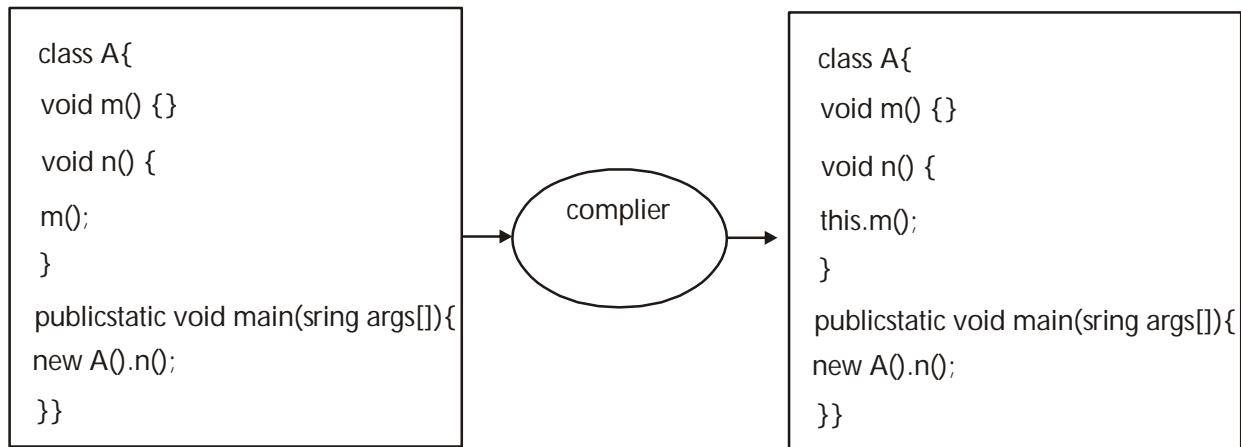 class A{
void m() {}
void n() {
m();
}
publicstatic void main(sring args[]){
new A().n();
}}
complier
class A{
void m() {}
void n() {
this.m();
}
publicstatic void main(sring args[]){
new A().n();
}}